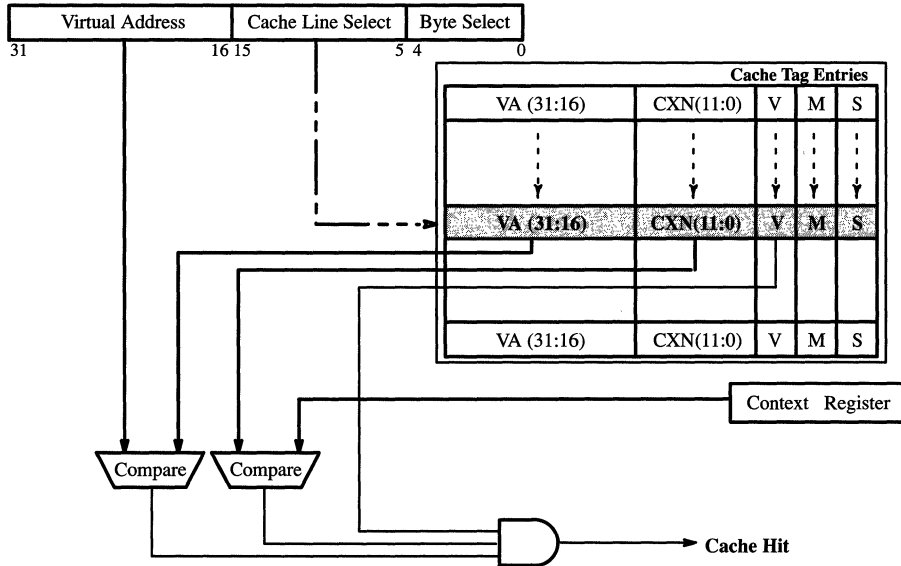 Virtual Address Cache Line Select Byte Select
31 16 15 5 4 0
Cache Tag Entries
VA (31:16) CXN(11:0) V M S
VA (31:16) CXN(11:0) V M S
VA (31:16) CXN(11:0) V M S
Context Register
Compare Compare
Cache Hit